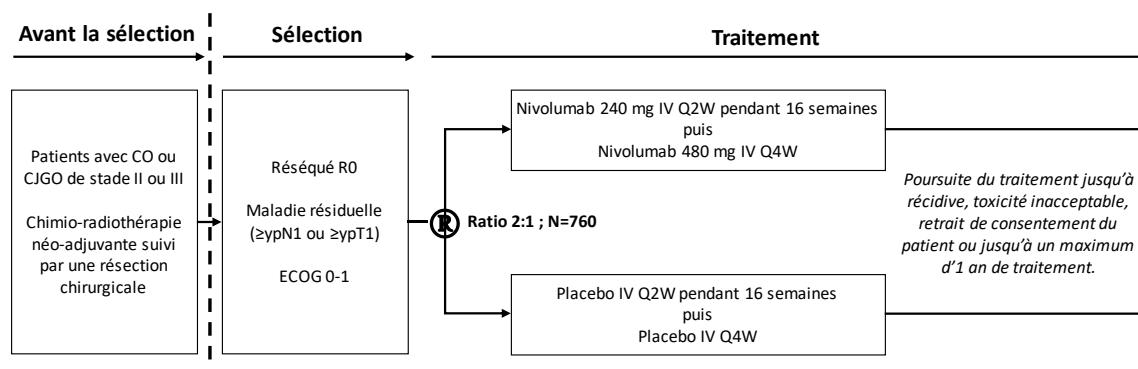 Avant la sélection
Sélection
Traitement
Patients avec CO ou
CJGO de stade II ou III
Chimio-radiothérapie
néo-adjuvante suivi
par une résection
chirurgicale
Réséqué R0
Maladie résiduelle
(≥ypN1 ou ≥ypT1)
ECOG 0-1
R
Ratio 2:1 ; N=760
Nivolumab 240 mg IV Q2W pendant 16 semaines
puis
Nivolumab 480 mg IV Q4W
Placebo IV Q2W pendant 16 semaines
puis
Placebo IV Q4W
Poursuite du traitement jusqu’à
récidive, toxicité inacceptable,
retrait de consentement du
patient ou jusqu’à un maximum
d’1 an de traitement.